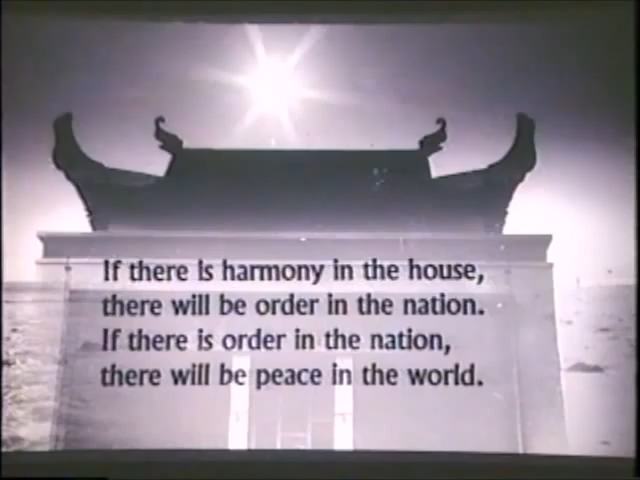 If there is harmony in the house,
there will be order in the nation.
If there is order in the nation,
there will be peace in the world.